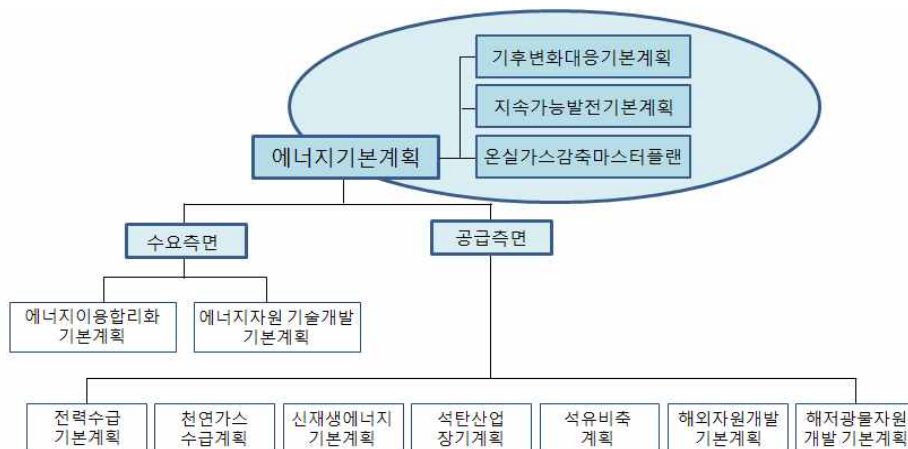 기후변화대응기본계획
지속가능발전기본계획
에너지기본계획
온실가스감축마스터플랜
수요측면
공급측면
에너지이용합리화
기본계획
에너지자원 기술개발
기본계획
전력수급
기본계획
천연가스
수급계획
신재생에너지
기본계획
석탄산업
장기계획
석유비축
계획
해외자원개발
기본계획
해저광물자원
개발 기본계획